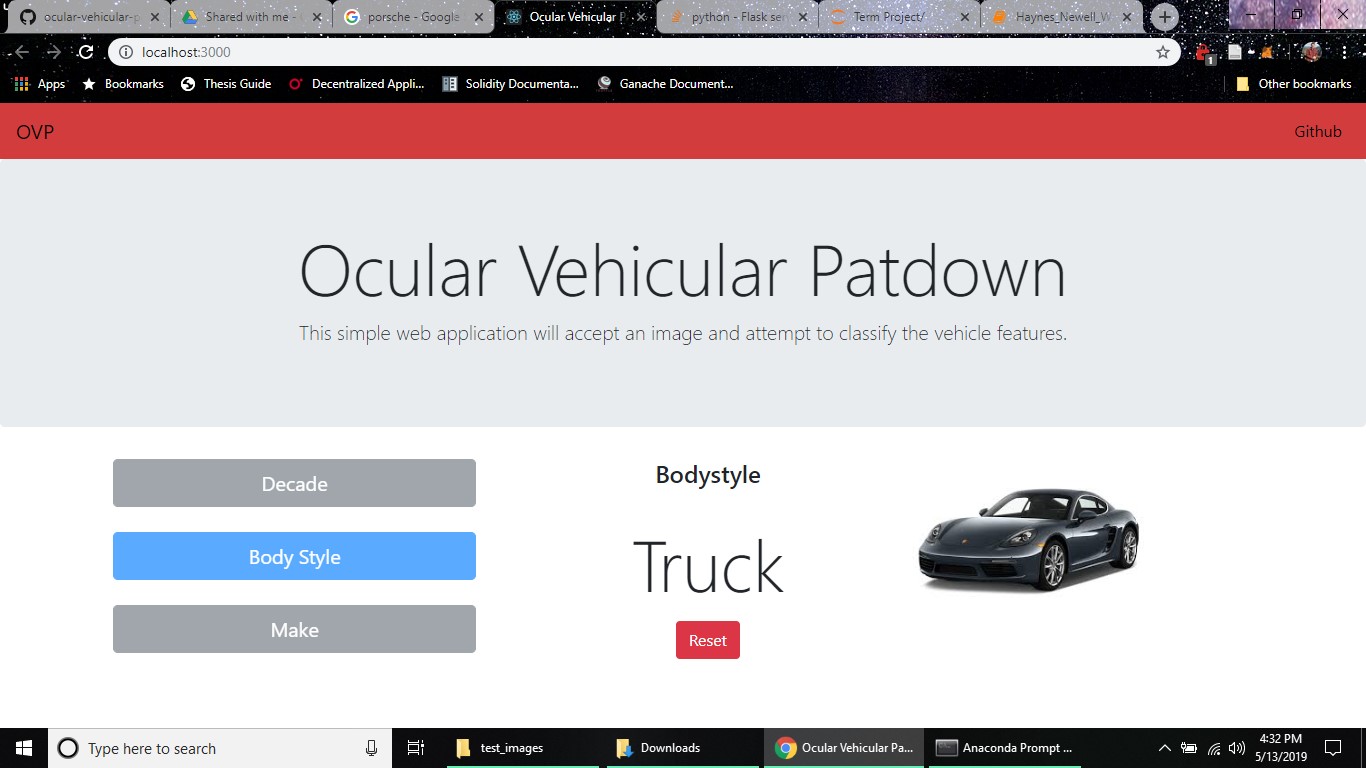 ocular-vehicular-p
Shared with me -
porsche - Google
Ocular Vehicular P
python - Flask se
Term Project/
Haynes_Newell_W
localhost:3000
1
Apps
Bookmarks
Thesis Guide
Decentralized Appli...
Solidity Documenta...
Ganache Document...
Other bookmarks
OVP
Github
Ocular Vehicular Patdown
This simple web application will accept an image and attempt to classify the vehicle features.
Decade
Body Style
Make
Bodystyle
Truck
Reset
Type here to search
test_images
Downloads
Ocular Vehicular Pa...
Anaconda Prompt ...
4:32 PM
5/13/2019